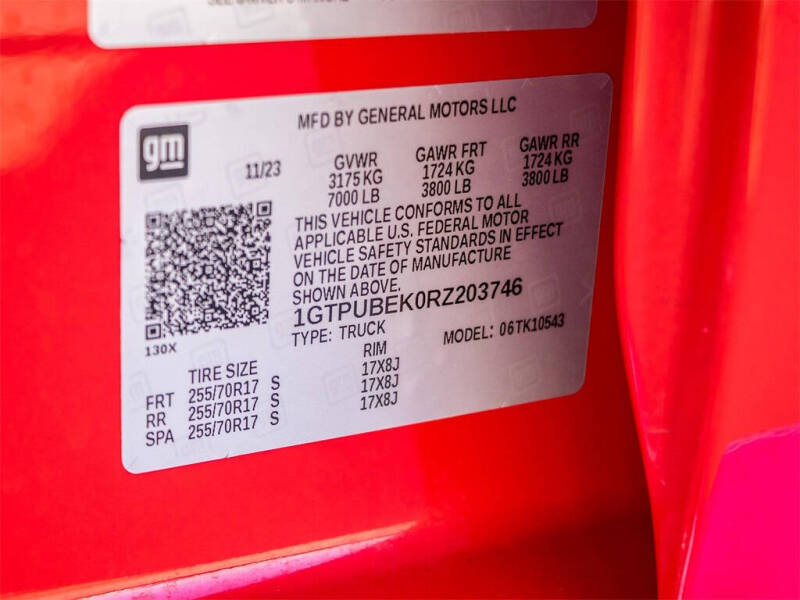 MFD BY GENERAL MOTORS LLC
gm
11/23
GVWR GAWR FRT GAWR RR
3175 KG 1724 KG 1724 KG
7000 LB 3800 LB 3800 LB
THIS VEHICLE CONFORMS TO ALL
APPLICABLE U.S. FEDERAL MOTOR
VEHICLE SAFETY STANDARDS IN EFFECT
ON THE DATE OF MANUFACTURE
SHOWN ABOVE.
1GTPUBEK0RZ203746
TYPE: TRUCK MODEL: 06TK10543
130X
TIRE SIZE RIM
FRT 255/70R17 S 17X8J
RR 255/70R17 S 17X8J
SPA 255/70R17 S 17X8J